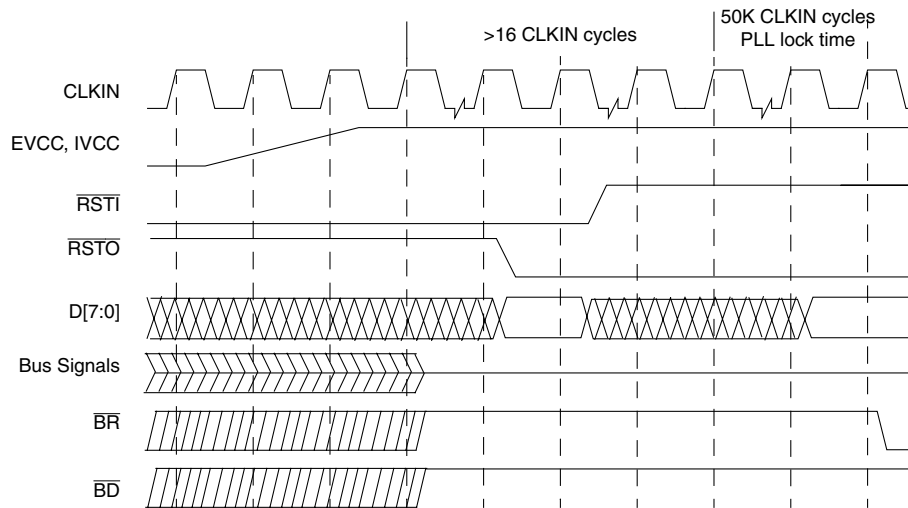 >16 CLKIN cycles
50K CLKIN cycles
PLL lock time
CLKIN
EVCC, IVCC
RSTI
RSTO
D[7:0]
Bus Signals
BR
BD